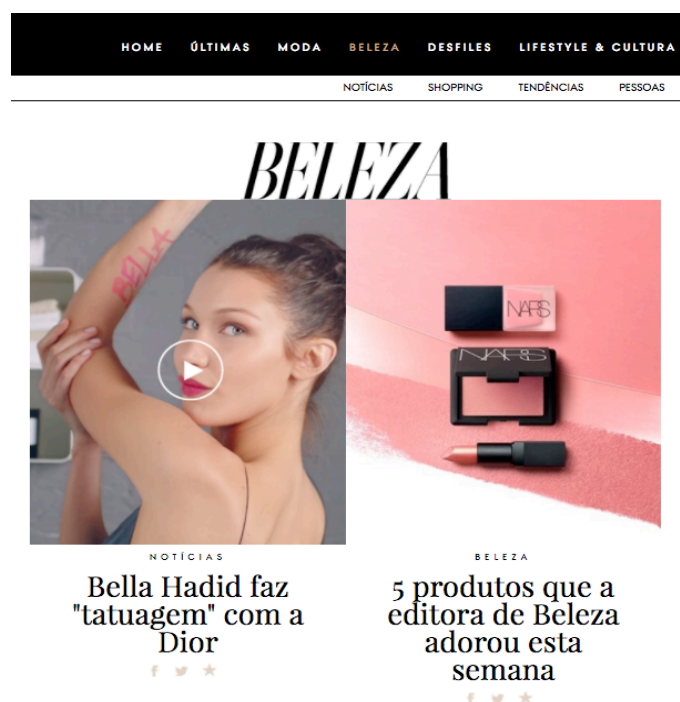 HOME ÚLTIMAS MODA BELEZA DESFILES LIFESTYLE & CULTURA
NOTÍCIAS SHOPPING TENDÊNCIAS PESSOAS
BELEZA
BELLA
NARS
NARS
NOTÍCIAS
Bella Hadid faz
"tatuagem" com a
Dior
BELEZA
5 produtos que a
editora de Beleza
adorou esta
semana